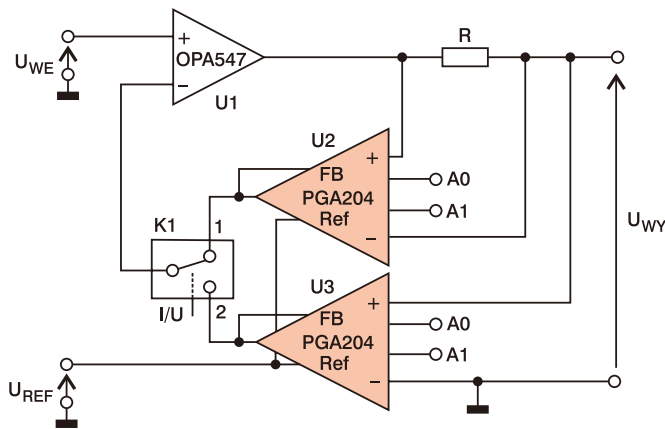 +
OPA547
−
U1
R
U_WE
U2
+
FB
PGA204
Ref
−
A0
A1
U_WY
K1
1
2
I/U
U3
+
FB
PGA204
Ref
−
A0
A1
U_REF